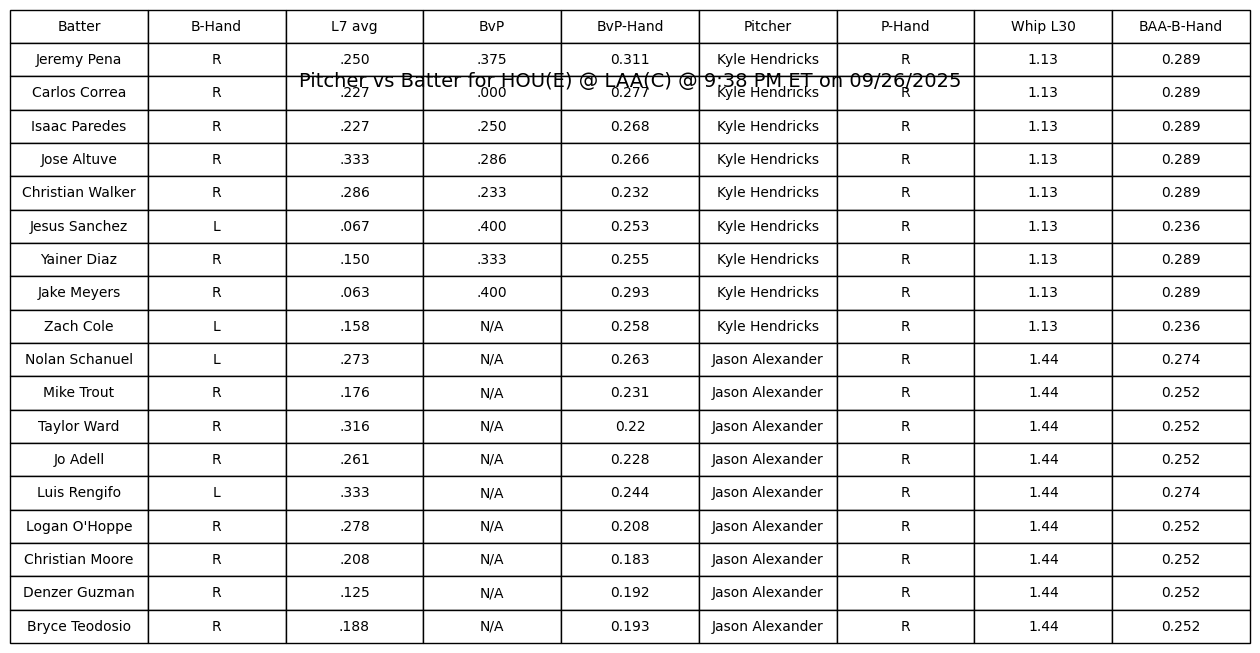 Batter B-Hand L7 avg BvP BvP-Hand Pitcher P-Hand Whip L30 BAA-B-Hand
Jeremy Pena R .250 .375 0.311 Kyle Hendricks R 1.13 0.289
Pitcher vs Batter for HOU(E) @ LAA(C) @ 9:38 PM ET on 09/26/2025
Carlos Correa R .227 .000 0.277 Kyle Hendricks R 1.13 0.289
Isaac Paredes R .227 .250 0.268 Kyle Hendricks R 1.13 0.289
Jose Altuve R .333 .286 0.266 Kyle Hendricks R 1.13 0.289
Christian Walker R .286 .233 0.232 Kyle Hendricks R 1.13 0.289
Jesus Sanchez L .067 .400 0.253 Kyle Hendricks R 1.13 0.236
Yainer Diaz R .150 .333 0.255 Kyle Hendricks R 1.13 0.289
Jake Meyers R .063 .400 0.293 Kyle Hendricks R 1.13 0.289
Zach Cole L .158 N/A 0.258 Kyle Hendricks R 1.13 0.236
Nolan Schanuel L .273 N/A 0.263 Jason Alexander R 1.44 0.274
Mike Trout R .176 N/A 0.231 Jason Alexander R 1.44 0.252
Taylor Ward R .316 N/A 0.22 Jason Alexander R 1.44 0.252
Jo Adell R .261 N/A 0.228 Jason Alexander R 1.44 0.252
Luis Rengifo L .333 N/A 0.244 Jason Alexander R 1.44 0.274
Logan O'Hoppe R .278 N/A 0.208 Jason Alexander R 1.44 0.252
Christian Moore R .208 N/A 0.183 Jason Alexander R 1.44 0.252
Denzer Guzman R .125 N/A 0.192 Jason Alexander R 1.44 0.252
Bryce Teodosio R .188 N/A 0.193 Jason Alexander R 1.44 0.252